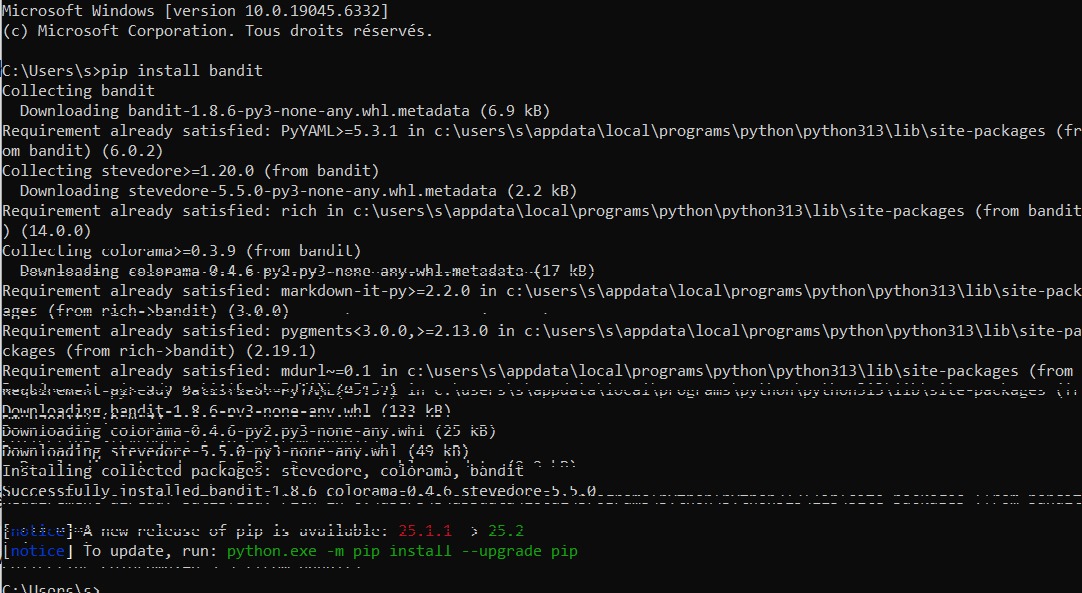 Microsoft Windows [version 10.0.19045.6332]
(c) Microsoft Corporation. Tous droits réservés.
C:\Users\s>pip install bandit
Collecting bandit
Downloading bandit-1.8.6-py3-none-any.whl.metadata (6.9 kB)
Requirement already satisfied: PyYAML>=5.3.1 in c:\users\s\appdata\local\programs\python\python313\lib\site-packages (fr
om bandit) (6.0.2)
Collecting stevedore>=1.20.0 (from bandit)
Downloading stevedore-5.5.0-py3-none-any.whl.metadata (2.2 kB)
Requirement already satisfied: rich in c:\users\s\appdata\local\programs\python\python313\lib\site-packages (from bandit
) (14.0.0)
Collecting colorama>=0.3.9 (from bandit)
Downloading colorama-0.4.6-py2.py3-none-any.whl.metadata (17 kB)
Requirement already satisfied: markdown-it-py>=2.2.0 in c:\users\s\appdata\local\programs\python\python313\lib\site-pack
ages (from rich->bandit) (3.0.0)
Requirement already satisfied: pygments<3.0.0,>=2.13.0 in c:\users\s\appdata\local\programs\python\python313\lib\site-pa
ckages (from rich->bandit) (2.19.1)
Requirement already satisfied: mdurl~=0.1 in c:\users\s\appdata\local\programs\python\python313\lib\site-packages (from
Downloading bandit-1.8.6-py3-none-any.whl (133 kB)
Downloading colorama-0.4.6-py2.py3-none-any.whl (25 kB)
Downloading stevedore-5.5.0-py3-none-any.whl (49 kB)
Installing collected packages: stevedore, colorama, bandit
Successfully installed bandit-1.8.6 colorama-0.4.6 stevedore-5.5.0
[notice] A new release of pip is available: 25.1.1 > 25.2
[notice] To update, run: python.exe -m pip install --upgrade pip
C:\Users\s>